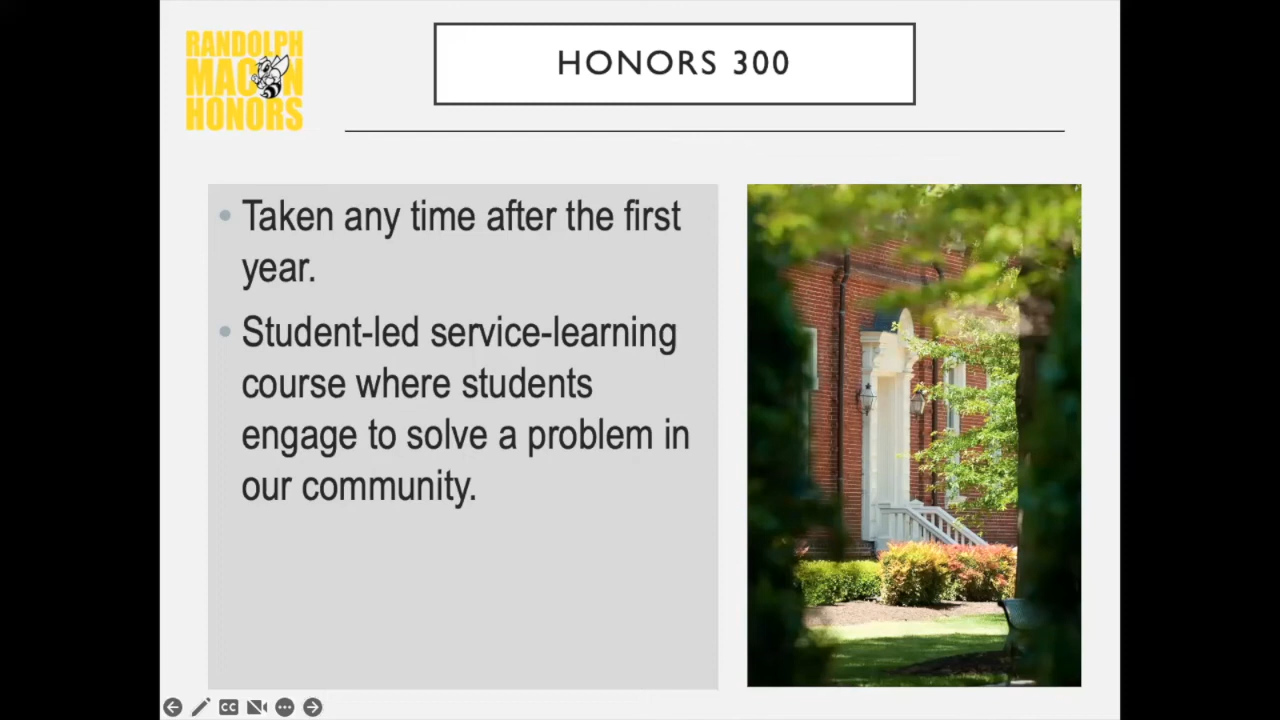 RANDOLPH
MACON
HONORS
HONORS 300
• Taken any time after the first
year.
• Student-led service-learning
course where students
engage to solve a problem in
our community.
CC